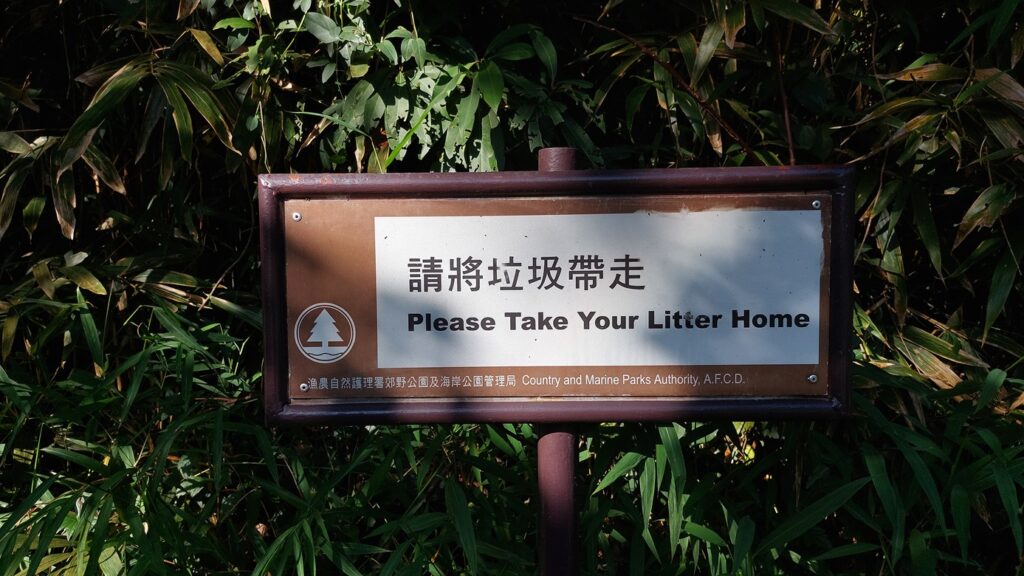 請將垃圾帶走
Please Take Your Litter Home
漁農自然護理署郊野公園及海岸公園管理局 Country and Marine Parks Authority, A.F.C.D.